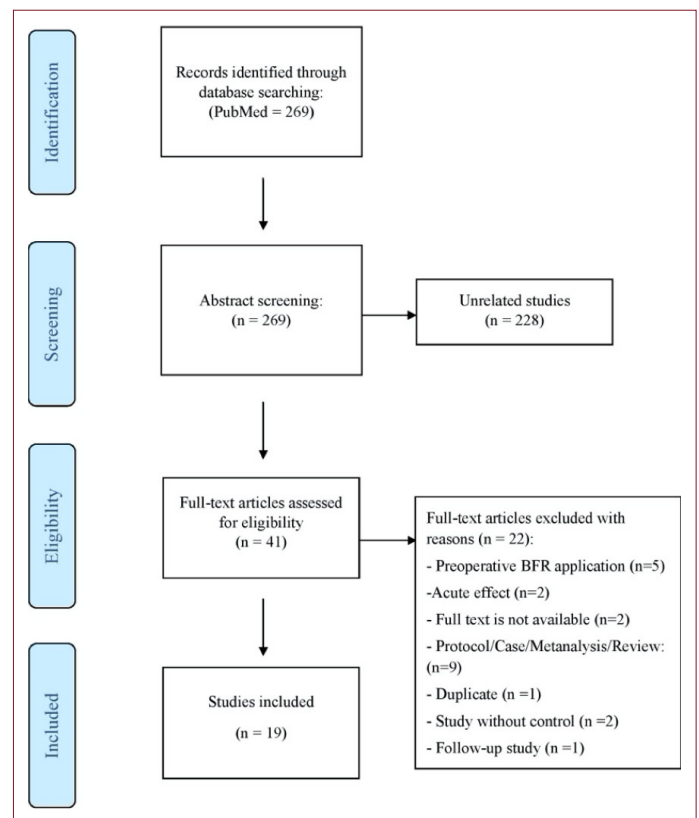 Identification
Records identified through
database searching:
(PubMed = 269)
Screening
Abstract screening:
(n = 269)
Unrelated studies
(n = 228)
Eligibility
Full-text articles assessed
for eligibility
(n = 41)
Full-text articles excluded with
reasons (n = 22):
- Preoperative BFR application (n=5)
-Acute effect (n=2)
- Full text is not available (n=2)
- Protocol/Case/Metanalysis/Review:
(n=9)
- Duplicate (n =1)
- Study without control (n =2)
- Follow-up study (n =1)
Included
Studies included
(n = 19)